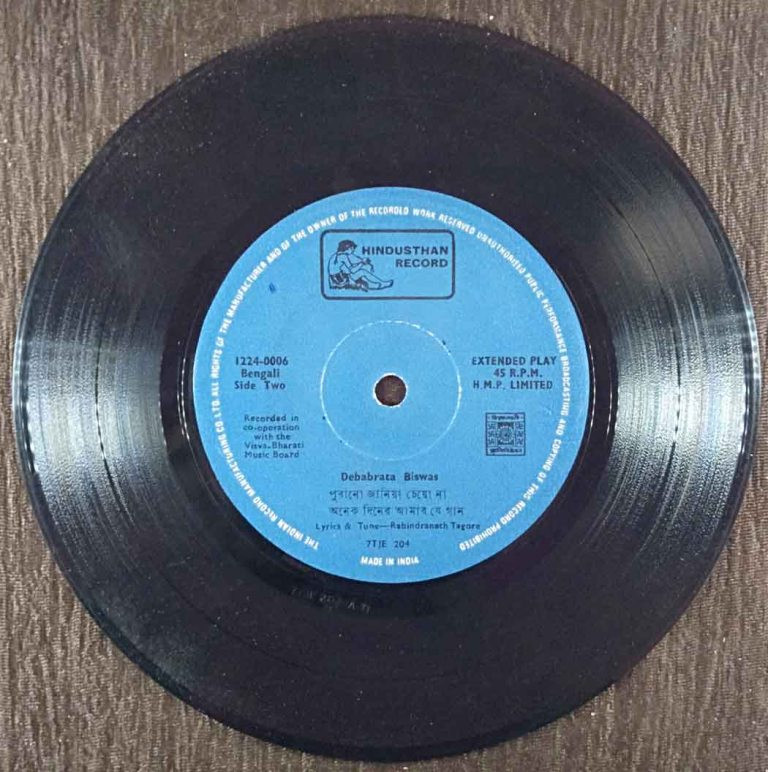 THE INDIAN RECORD MANUFACTURING CO. LTD. ALL RIGHTS OF THE MANUFACTURER AND OF THE OWNER OF THE RECORDED WORK RESERVED UNAUTHORISED PUBLIC PERFORMANCE BROADCASTING AND COPYING OF THIS RECORD PROHIBITED
HINDUSTHAN
RECORD
1224-0006
Bengali
Side Two
EXTENDED PLAY
45 R.P.M.
H.M.P. LIMITED
Recorded in
co-operation
with the
Visva-Bharati
Music Board
Debabrata Biswas
পুরানো জানিয়া চেয়ো না
অনেক দিনের আমার যে গান
Lyrics & Tune—Rabindranath Tagore
7TJE 204
MADE IN INDIA